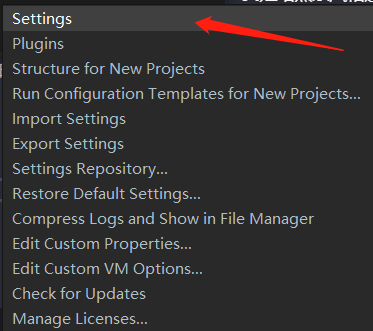 Settings
Plugins
Structure for New Projects
Run Configuration Templates for New Projects...
Import Settings
Export Settings
Settings Repository...
Restore Default Settings...
Compress Logs and Show in File Manager
Edit Custom Properties...
Edit Custom VM Options...
Check for Updates
Manage Licenses...